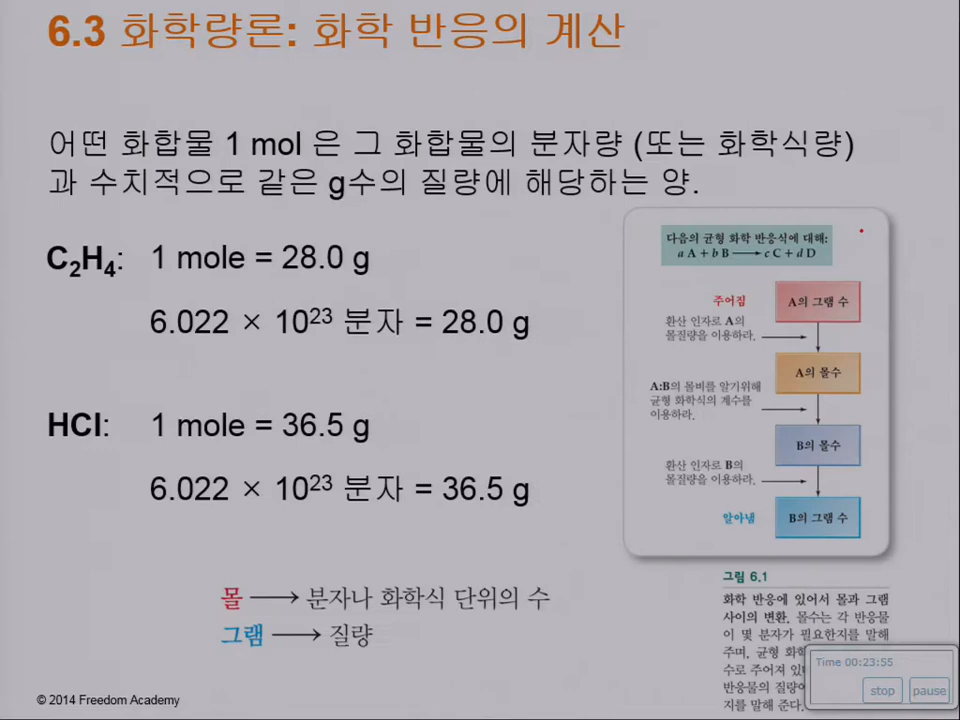 6.3 화학량론: 화학 반응의 계산
어떤 화합물 1 mol 은 그 화합물의 분자량 (또는 화학식량)
과 수치적으로 같은 g수의 질량에 해당하는 양.
C₂H₄: 1 mole = 28.0 g
6.022 × 10²³ 분자 = 28.0 g
HCl: 1 mole = 36.5 g
6.022 × 10²³ 분자 = 36.5 g
몰 → 분자나 화학식 단위의 수
그램 → 질량
다음의 균형 화학 반응식에 대해:
a A + b B → c C + d D
주어짐
A의 그램 수
환산 인자로 A의
몰질량을 이용하라.
A의 몰수
A:B의 몰비를 알기위해
균형 화학식의 계수를
이용하라.
B의 몰수
환산 인자로 B의
몰질량을 이용하라.
알아냄
B의 그램 수
그림 6.1
화학 반응에 있어서 몰과 그램
사이의 변환. 몰수는 각 반응물
이 몇 분자가 필요한지를 말해
주며, 균형 화학
수로 주어져
반응물의 질량
지를 말해 준다.
Time 00:23:55
stop
pause
© 2014 Freedom Academy